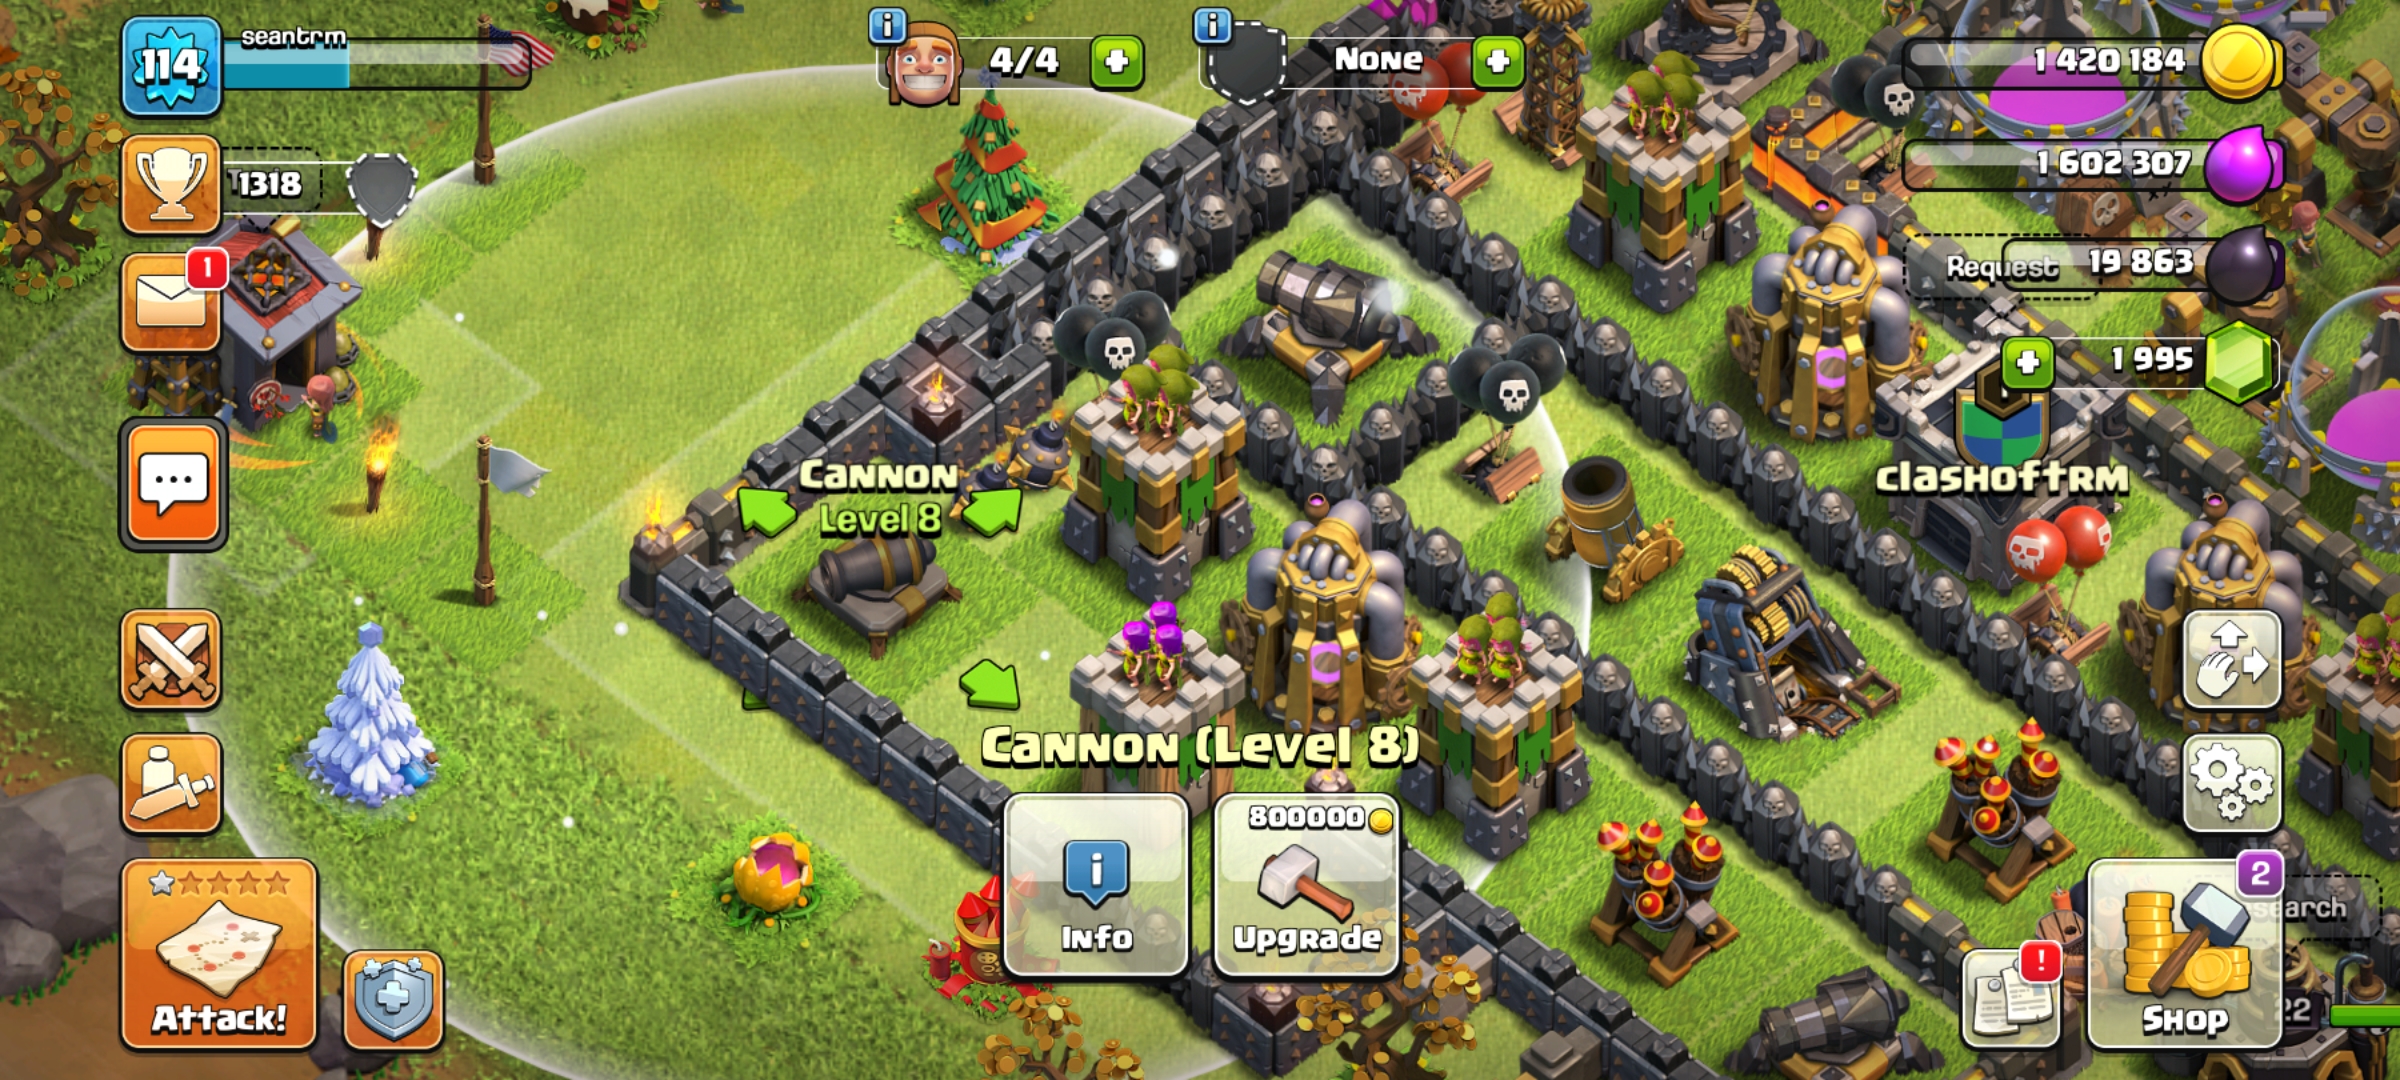 114
seantrm
4/4
None
1 420 184
1318
1 602 307
1
Request
19 863
1 995
Cannon
Level 8
clashoftrm
Cannon (Level 8)
Info
800000
Upgrade
Attack!
!
2
Shop
22